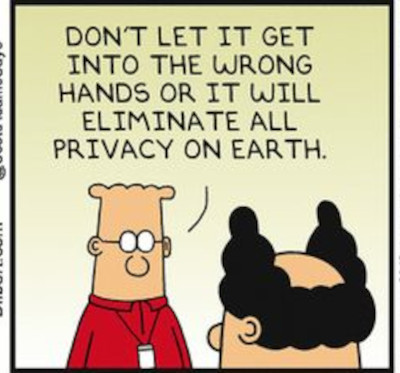 DON'T LET IT GET
INTO THE WRONG
HANDS OR IT WILL
ELIMINATE ALL
PRIVACY ON EARTH.